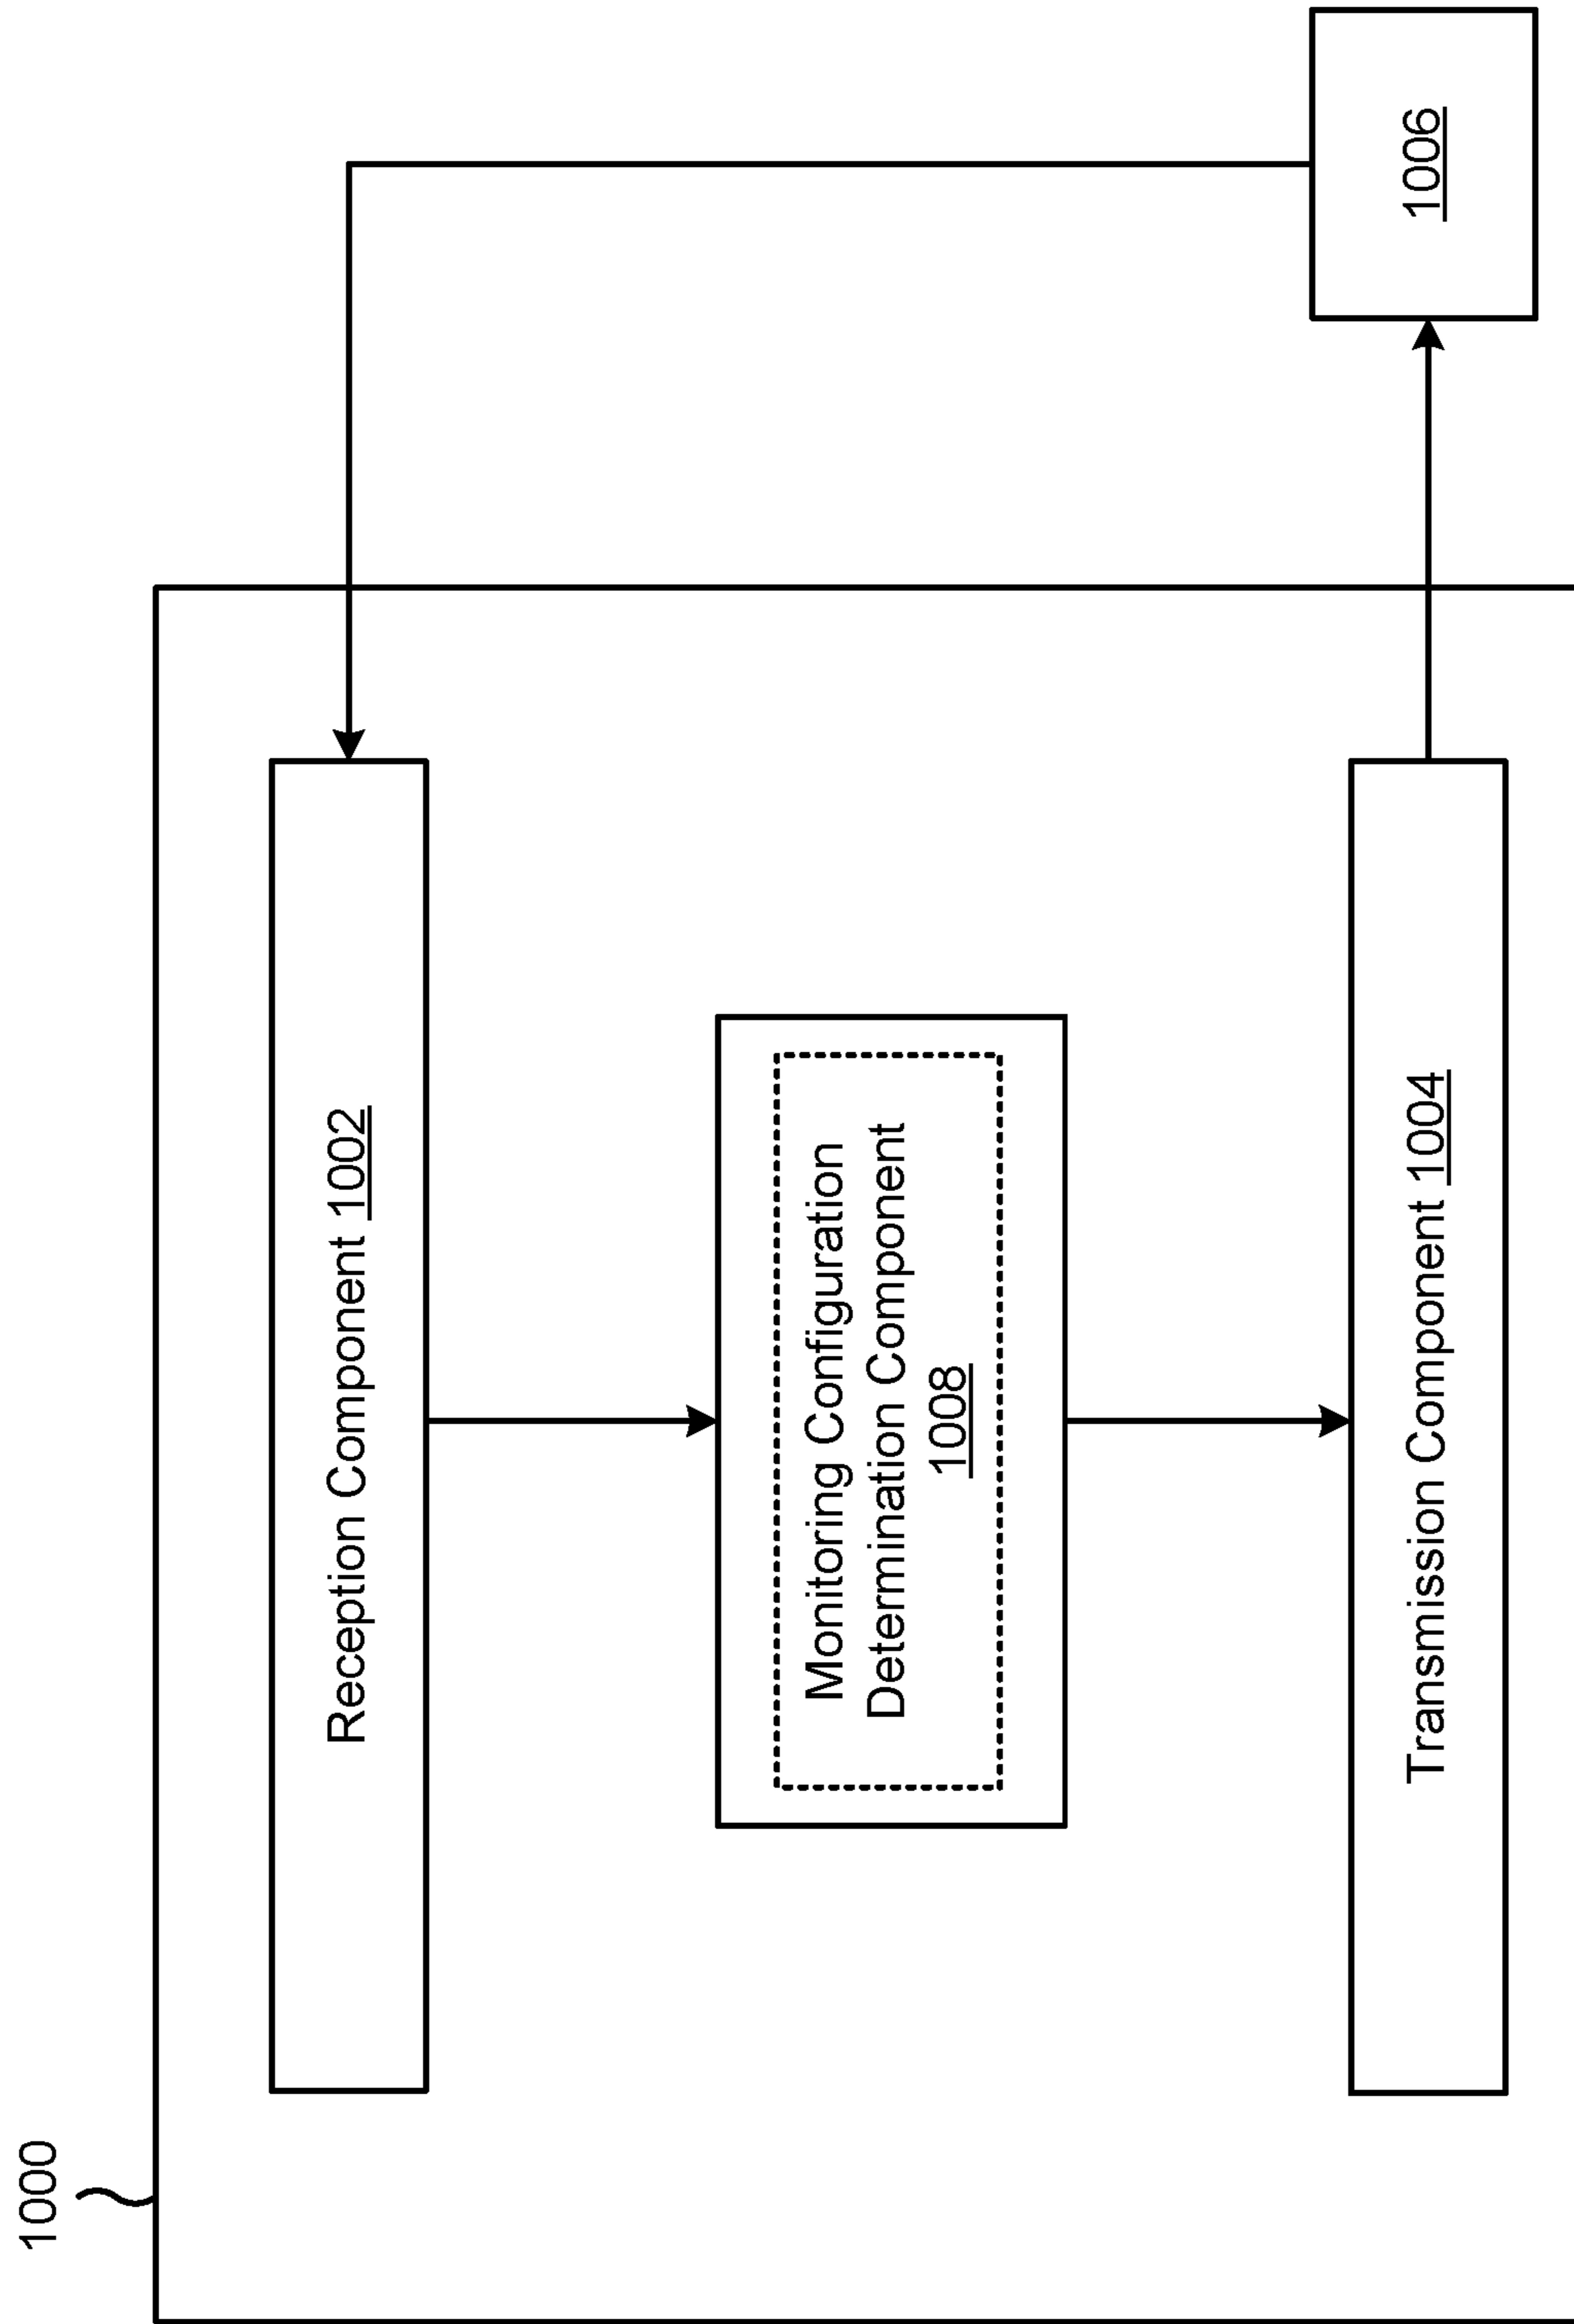 1000
Reception Component 1002
Monitoring Configuration
Determination Component
1008
Transmission Component 1004
1006